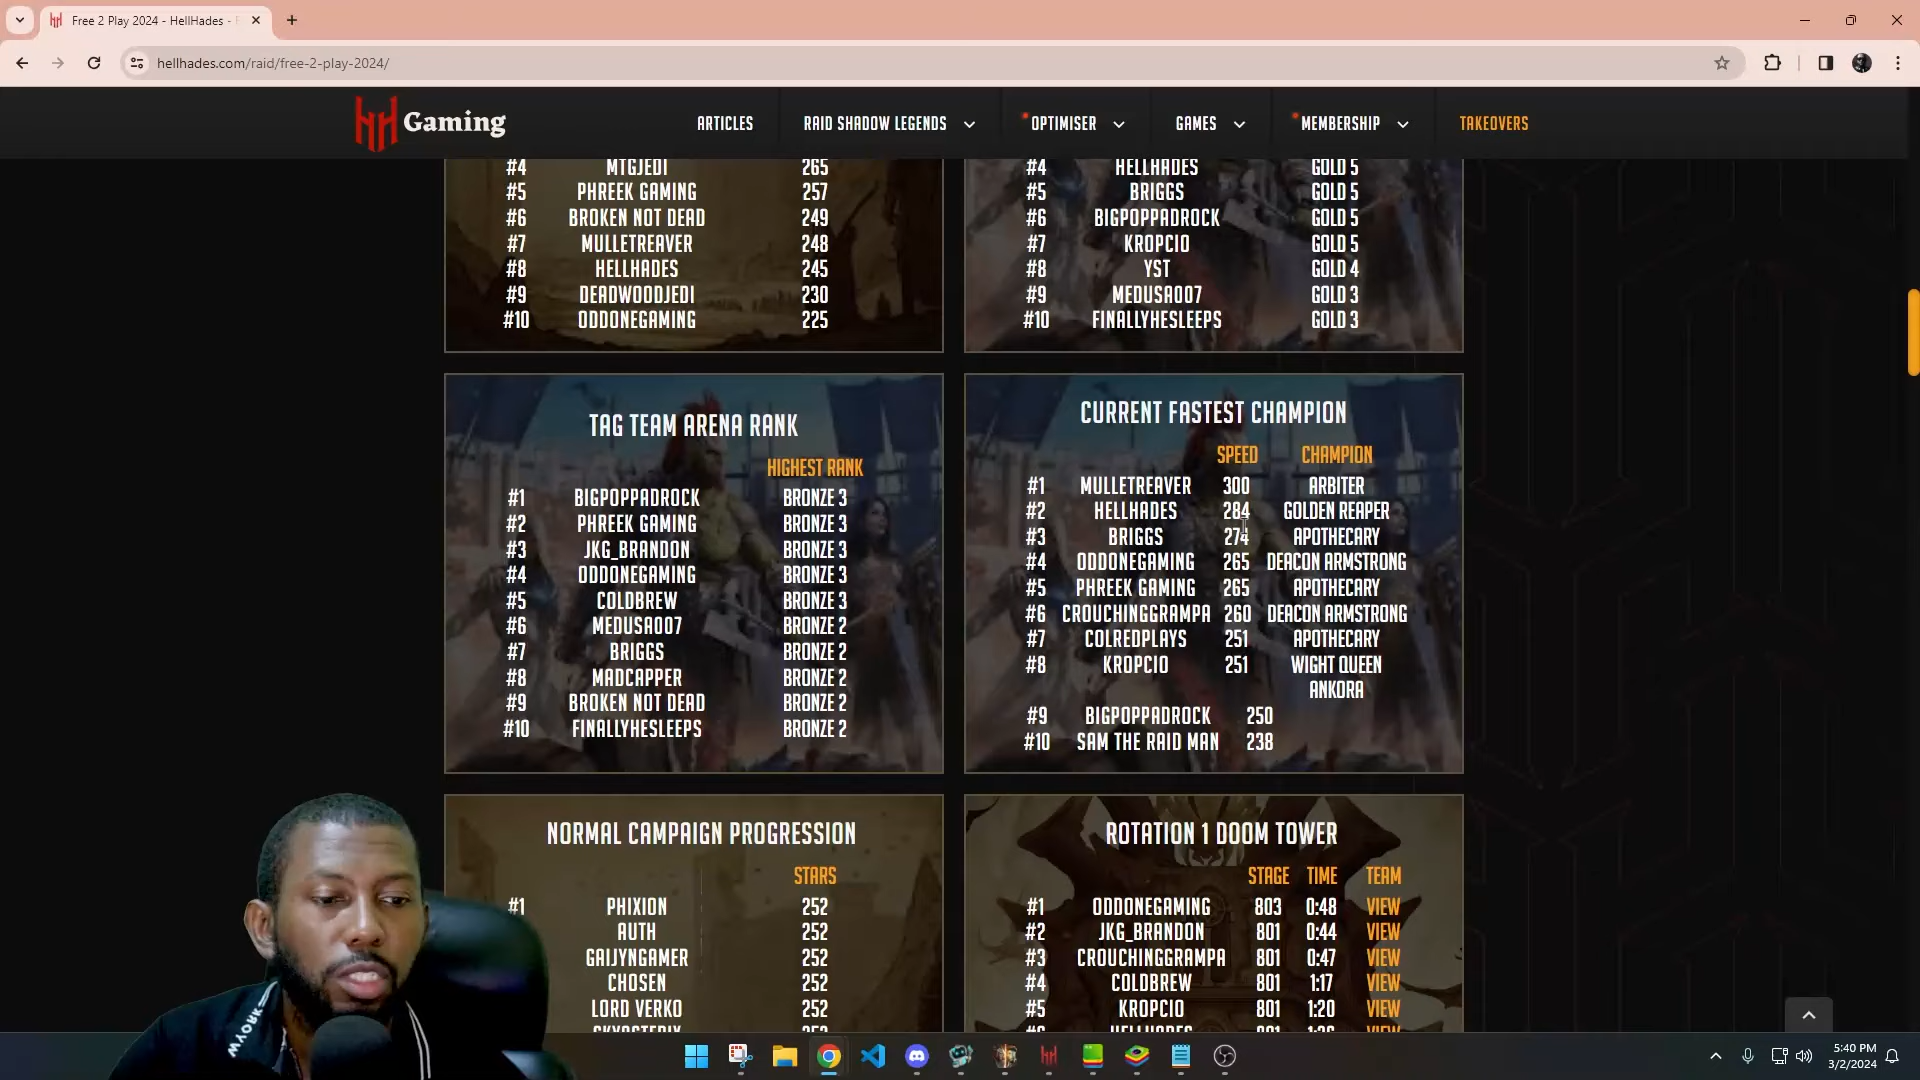 Free 2 Play 2024 - HellHades -
hellhades.com/raid/free-2-play-2024/
Gaming
ARTICLES
RAID SHADOW LEGENDS
OPTIMISER
GAMES
MEMBERSHIP
TAKEOVERS
#4 MTGJEDI 265
#5 PHREEK GAMING 257
#6 BROKEN NOT DEAD 249
#7 MULLETREAVER 248
#8 HELLHADES 245
#9 DEADWOODJEDI 230
#10 ODDONEGAMING 225
#4 HELLHADES GOLD 5
#5 BRIGGS GOLD 5
#6 BIGPOPPADROCK GOLD 5
#7 KROPCIO GOLD 5
#8 YST GOLD 4
#9 MEDUSA007 GOLD 3
#10 FINALLYHESLEEPS GOLD 3
TAG TEAM ARENA RANK
HIGHEST RANK
#1 BIGPOPPADROCK BRONZE 3
#2 PHREEK GAMING BRONZE 3
#3 JKG_BRANDON BRONZE 3
#4 ODDONEGAMING BRONZE 3
#5 COLDBREW BRONZE 3
#6 MEDUSA007 BRONZE 2
#7 BRIGGS BRONZE 2
#8 MADCAPPER BRONZE 2
#9 BROKEN NOT DEAD BRONZE 2
#10 FINALLYHESLEEPS BRONZE 2
CURRENT FASTEST CHAMPION
SPEED CHAMPION
#1 MULLETREAVER 300 ARBITER
#2 HELLHADES 284 GOLDEN REAPER
#3 BRIGGS 274 APOTHECARY
#4 ODDONEGAMING 265 DEACON ARMSTRONG
#5 PHREEK GAMING 265 APOTHECARY
#6 CROUCHINGGRAMPA 260 DEACON ARMSTRONG
#7 COLREDPLAYS 251 APOTHECARY
#8 KROPCIO 251 WIGHT QUEEN
ANKORA
#9 BIGPOPPADROCK 250
#10 SAM THE RAID MAN 238
NORMAL CAMPAIGN PROGRESSION
STARS
#1 PHIXION 252
AUTH 252
GAIJYNGAMER 252
CHOSEN 252
LORD VERKO 252
ROTATION 1 DOOM TOWER
STAGE TIME TEAM
#1 ODDONEGAMING 803 0:48 VIEW
#2 JKG_BRANDON 801 0:44 VIEW
#3 CROUCHINGGRAMPA 801 0:47 VIEW
#4 COLDBREW 801 1:17 VIEW
#5 KROPCIO 801 1:20 VIEW
5:40 PM
3/2/2024